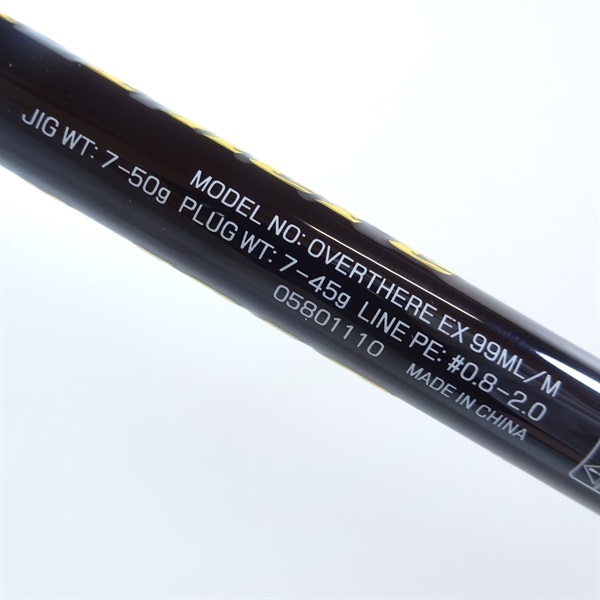 MODEL NO: OVERTHERE EX 99ML/M
JIG WT: 7-50g PLUG WT: 7-45g LINE PE: #0.8-2.0
05801110
MADE IN CHINA